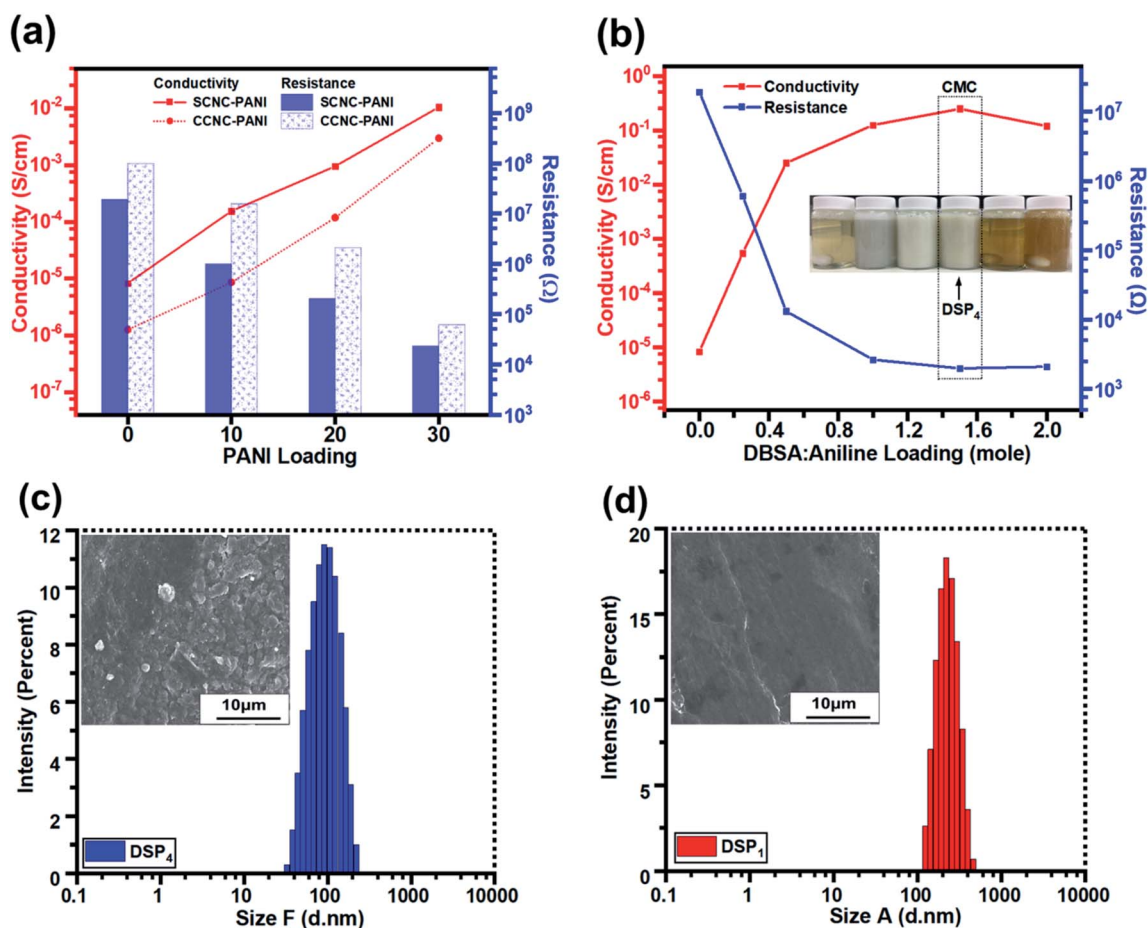 (a)
Conductivity Resistance
SCNC-PANI SCNC-PANI
CCNC-PANI CCNC-PANI
10⁻²
10⁻³
10⁻⁴
10⁻⁵
10⁻⁶
10⁻⁷
Conductivity (S/cm)
10⁹
10⁸
10⁷
10⁶
10⁵
10⁴
10³
Resistance (Ω)
0 10 20 30
PANI Loading
(b)
Conductivity
Resistance
CMC
DSP₄
10⁰
10⁻¹
10⁻²
10⁻³
10⁻⁴
10⁻⁵
10⁻⁶
Conductivity (S/cm)
10⁷
10⁶
10⁵
10⁴
10³
Resistance (Ω)
0.0 0.4 0.8 1.2 1.6 2.0
DBSA:Aniline Loading (mole)
(c)
12
10
8
6
4
2
0
Intensity (Percent)
10µm
DSP₄
0.1 1 10 100 1000 10000
Size F (d.nm)
(d)
20
15
10
5
0
Intensity (Percent)
10µm
DSP₁
0.1 1 10 100 1000 10000
Size A (d.nm)